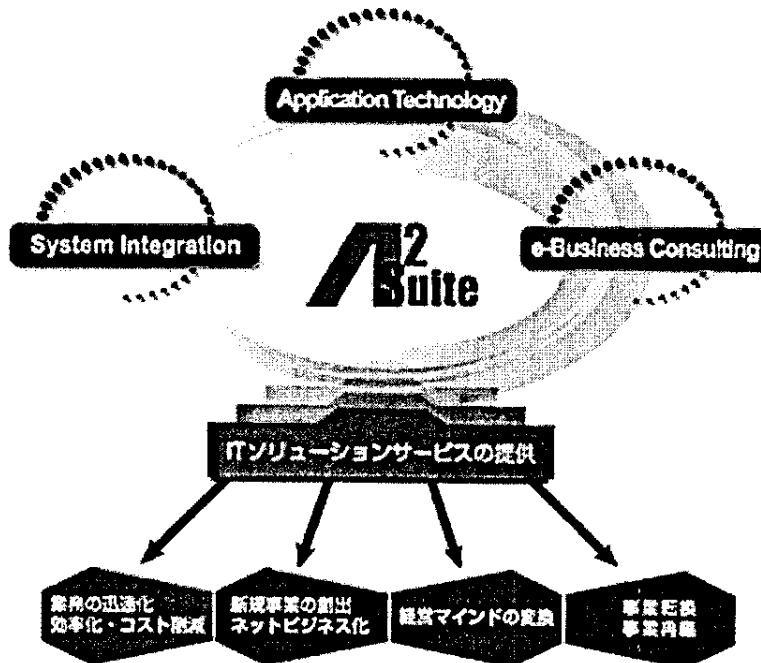 Application Technology
System Integration
A2
Suite
e-Business Consulting
ITソリューションサービスの提供
業務の迅速化
効率化・コスト削減
新規事業の創出
ネットビジネス化
経営マインドの変換
事業転換
事業再編